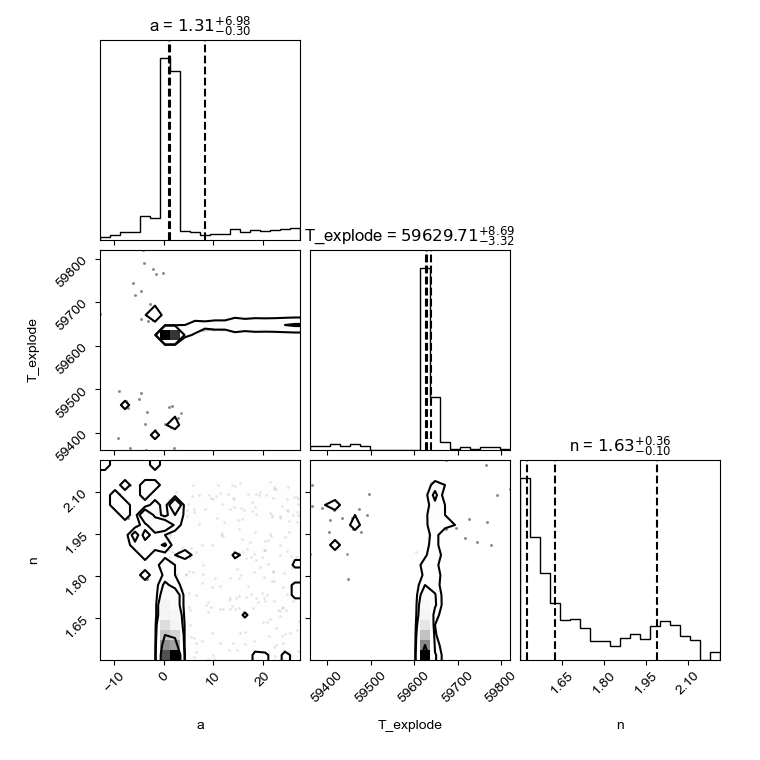 a = 1.31+6.98−0.30
T_explode = 59629.71+8.69−3.32
59800
59700
59600
59500
59400
T_explode
n = 1.63+0.36−0.10
2.10
1.95
1.80
1.65
n
−10 0 10 20
59400 59500 59600 59700 59800
1.65 1.80 1.95 2.10
a T_explode n